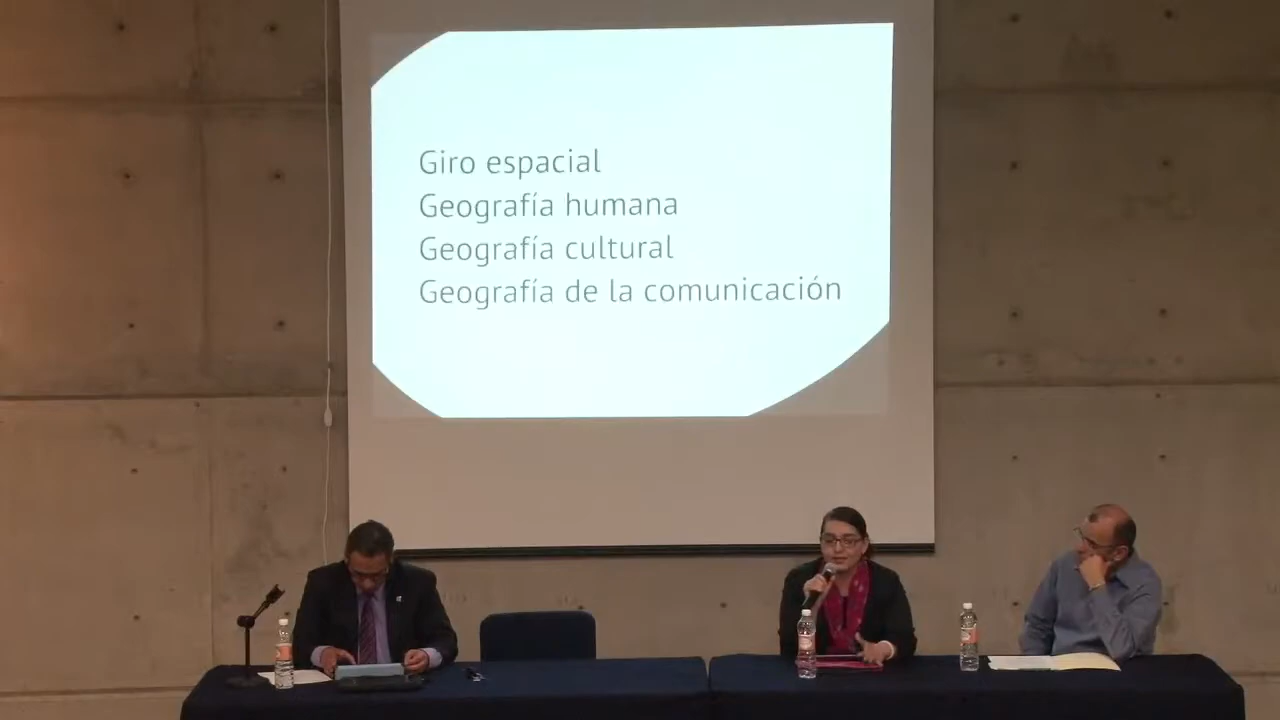 Giro espacial
Geografía humana
Geografía cultural
Geografía de la comunicación